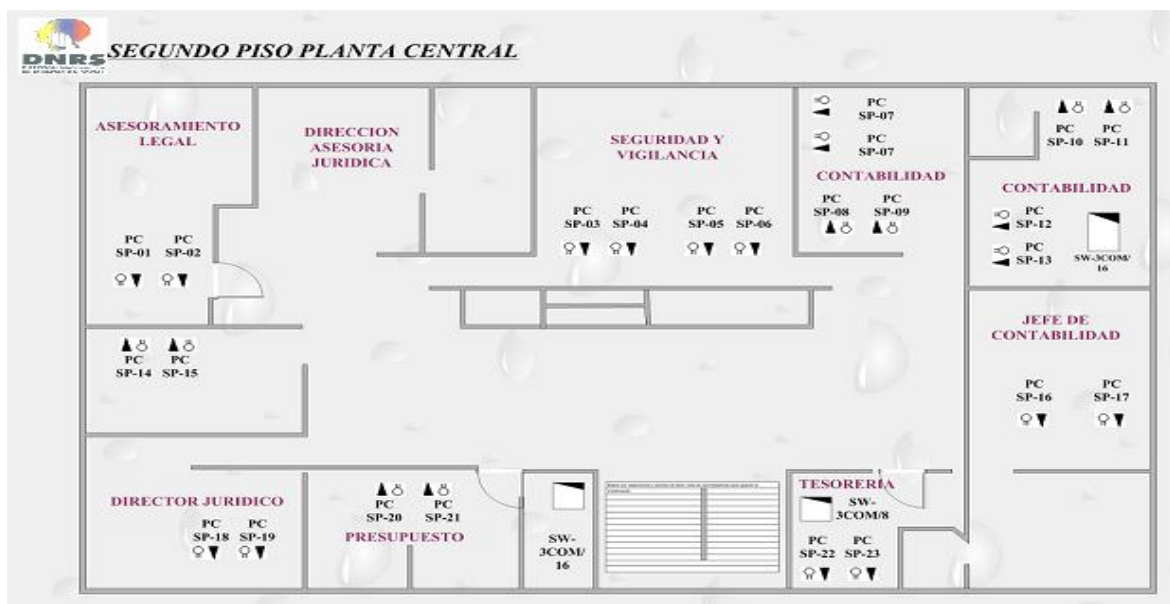 DNRS
SEGUNDO PISO PLANTA CENTRAL
ASESORAMIENTO
LEGAL
PC PC
SP-01 SP-02
DIRECCION
ASESORIA
JURIDICA
SEGURIDAD Y
VIGILANCIA
PC PC PC PC
SP-03 SP-04 SP-05 SP-06
PC
SP-07
PC
SP-07
CONTABILIDAD
PC PC
SP-08 SP-09
PC PC
SP-10 SP-11
CONTABILIDAD
PC
SP-12
PC
SP-13
SW-3COM/
16
PC PC
SP-14 SP-15
JEFE DE
CONTABILIDAD
PC PC
SP-16 SP-17
DIRECTOR JURIDICO
PC PC
SP-18 SP-19
PC PC
SP-20 SP-21
PRESUPUESTO
SW-
3COM/
16
TESORERIA
SW-
3COM/8
PC PC
SP-22 SP-23